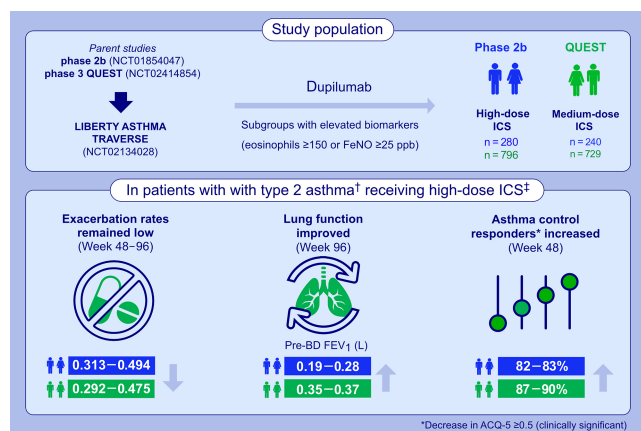 Study population
Parent studies
phase 2b (NCT01854047)
phase 3 QUEST (NCT02414854)
LIBERTY ASTHMA
TRAVERSE
(NCT02134028)
Dupilumab
Subgroups with elevated biomarkers
(eosinophils ≥150 or FeNO ≥25 ppb)
Phase 2b
High-dose
ICS
n = 280
n = 796
QUEST
Medium-dose
ICS
n = 240
n = 729
In patients with with type 2 asthma† receiving high-dose ICS‡
Exacerbation rates
remained low
(Week 48–96)
0.313–0.494
0.292–0.475
Lung function
improved
(Week 96)
Pre-BD FEV1 (L)
0.19–0.28
0.35–0.37
Asthma control
responders* increased
(Week 48)
82–83%
87–90%
*Decrease in ACQ-5 ≥0.5 (clinically significant)